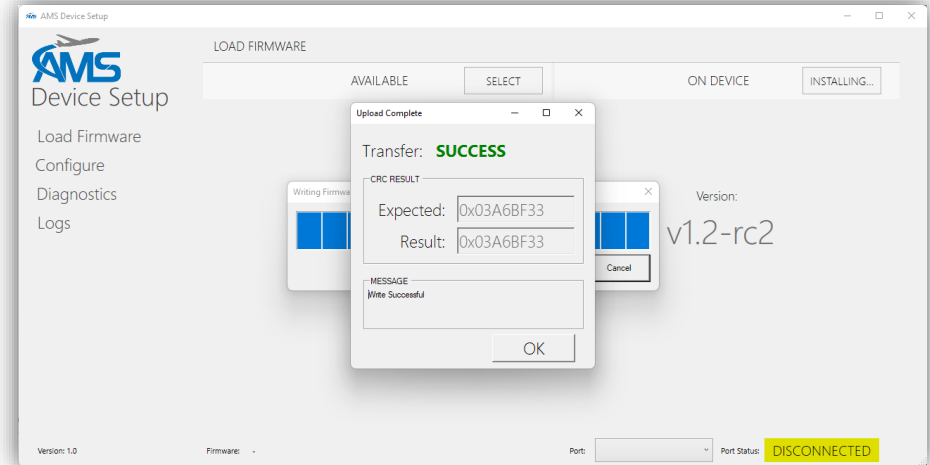 AMS Device Setup
AMS
Device Setup
Load Firmware
Configure
Diagnostics
Logs
LOAD FIRMWARE
AVAILABLE
SELECT
ON DEVICE
INSTALLING...
Upload Complete
Transfer: SUCCESS
CRC RESULT
Expected: 0x03A6BF33
Result: 0x03A6BF33
MESSAGE
Write Successful
OK
Writing Firmwa
Cancel
Version:
v1.2-rc2
Version: 1.0
Firmware: -
Port:
Port Status: DISCONNECTED